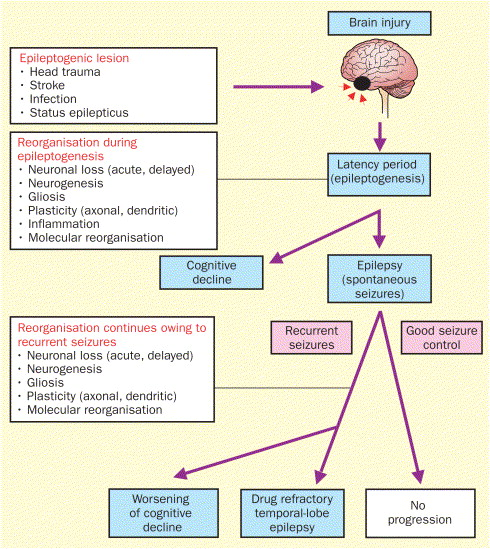 Brain injury
Epileptogenic lesion
· Head trauma
· Stroke
· Infection
· Status epilepticus
Reorganisation during
epileptogenesis
· Neuronal loss (acute, delayed)
· Neurogenesis
· Gliosis
· Plasticity (axonal, dendritic)
· Inflammation
· Molecular reorganisation
Latency period
(epileptogenesis)
Cognitive
decline
Epilepsy
(spontaneous
seizures)
Reorganisation continues owing to
recurrent seizures
· Neuronal loss (acute, delayed)
· Neurogenesis
· Gliosis
· Plasticity (axonal, dendritic)
· Molecular reorganisation
Recurrent
seizures
Good seizure
control
Worsening
of cognitive
decline
Drug refractory
temporal-lobe
epilepsy
No
progression